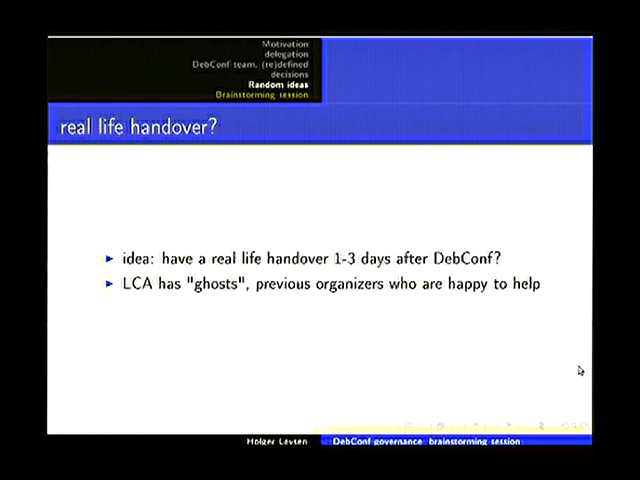 Motivation
delegation
DebConf team, (re)defined
decisions
Random ideas
Brainstorming session
real life handover?
idea: have a real life handover 1-3 days after DebConf?
LCA has "ghosts", previous organizers who are happy to help
Holger Levsen
DebConf governance: brainstorming session